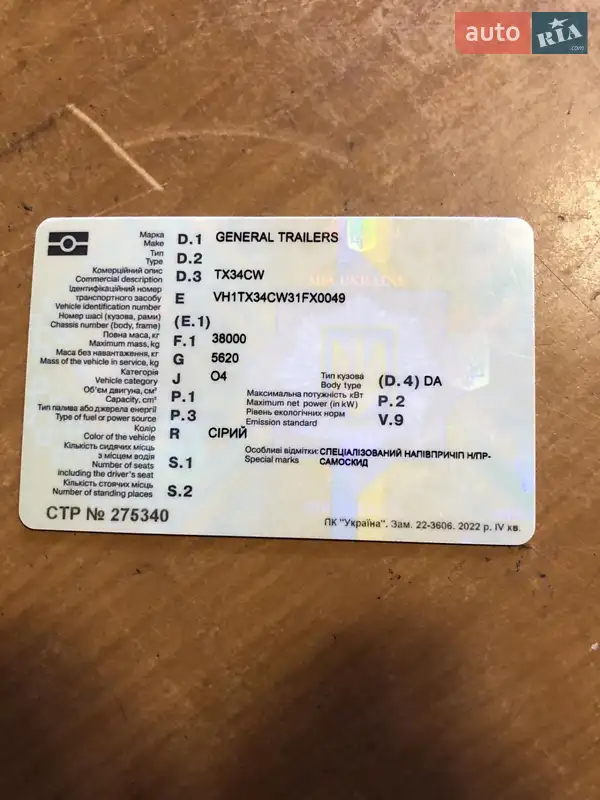 auto RIA.com
Марка
Make D.1 GENERAL TRAILERS
Тип
Type D.2
Комерційний опис
Commercial description D.3 TX34CW
Ідентифікаційний номер
транспортного засобу
Vehicle identification number E VH1TX34CW31FX0049
Номер шасі (кузова, рами)
Chassis number (body, frame) (E.1)
Повна маса, кг
Maximum mass, kg F.1 38000
Маса без навантаження, кг
Mass of the vehicle in service, kg G 5620
Категорія
Vehicle category J O4
Тип кузова
Body type (D.4) DA
Об'єм двигуна, см³
Capacity, cm³ P.1
Максимальна потужність кВт
Maximum net power (in kW) P.2
Тип палива або джерела енергії
Type of fuel or power source P.3
Рівень екологічних норм
Emission standard V.9
Колір
Color of the vehicle R СІРИЙ
Кількість сидячих місць
з місцем водія
Number of seats
including the driver's seat S.1
Особливі відмітки: СПЕЦІАЛІЗОВАНИЙ НАПІВПРИЧІП Н/ПР-
Special marks САМОСКИД
Кількість стоячих місць
Number of standing places S.2
СТР № 275340
ПК "Україна". Зам. 22-3606. 2022 р. IV кв.